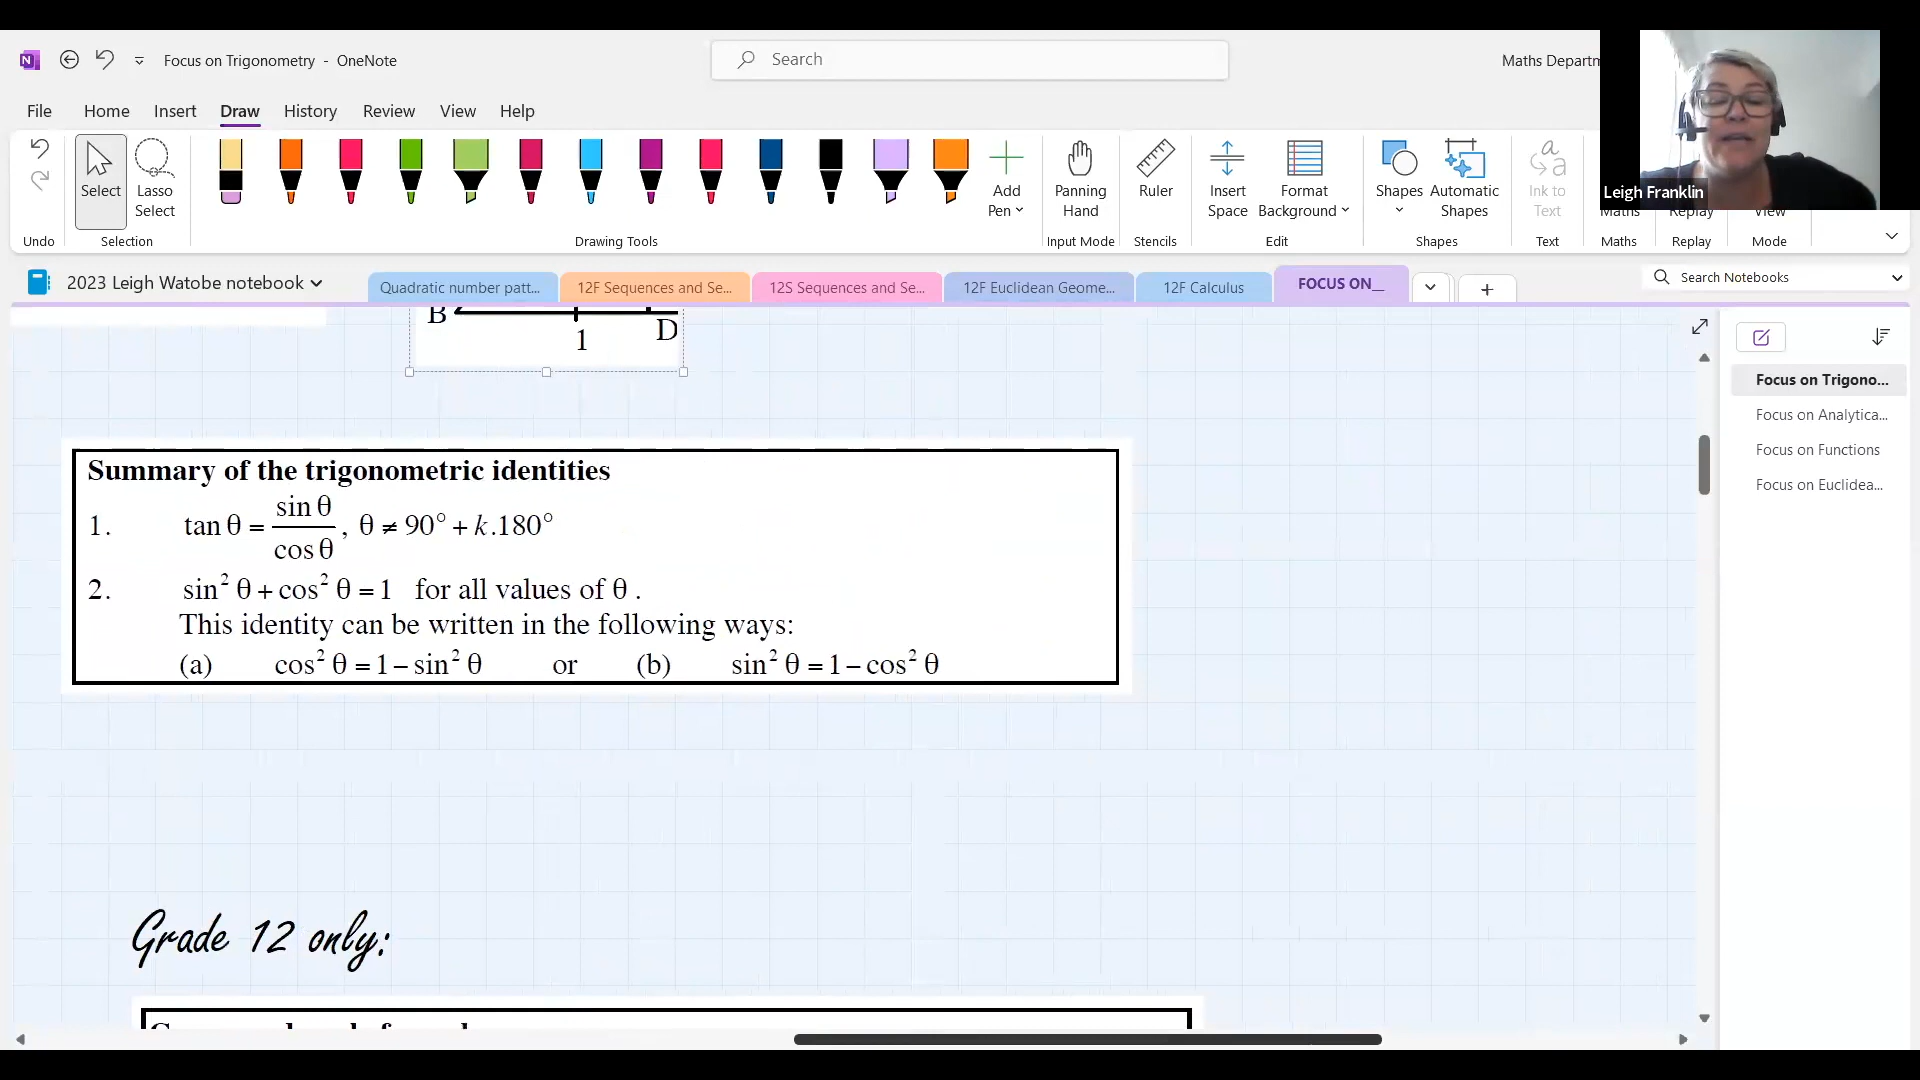 Focus on Trigonometry - OneNote
Search
Maths Departm
File Home Insert Draw History Review View Help
Select
Lasso
Select
Add
Pen
Panning
Hand
Ruler
Insert
Space
Format
Background
Shapes
Automatic
Shapes
Ink to
Text
Maths
Replay
View
Leigh Franklin
Undo Selection Drawing Tools Input Mode Stencils Edit Shapes Text Maths Replay Mode
2023 Leigh Watobe notebook
Quadratic number patt... 12F Sequences and Se... 12S Sequences and Se... 12F Euclidean Geome... 12F Calculus FOCUS ON__ +
Search Notebooks
B
1
D
Focus on Trigono...
Focus on Analytica...
Focus on Functions
Focus on Euclidea...
Summary of the trigonometric identities
1. tan θ = sin θ / cos θ , θ ≠ 90° + k.180°
2. sin² θ + cos² θ = 1 for all values of θ .
This identity can be written in the following ways:
(a) cos² θ = 1 – sin² θ or (b) sin² θ = 1 – cos² θ
Grade 12 only: